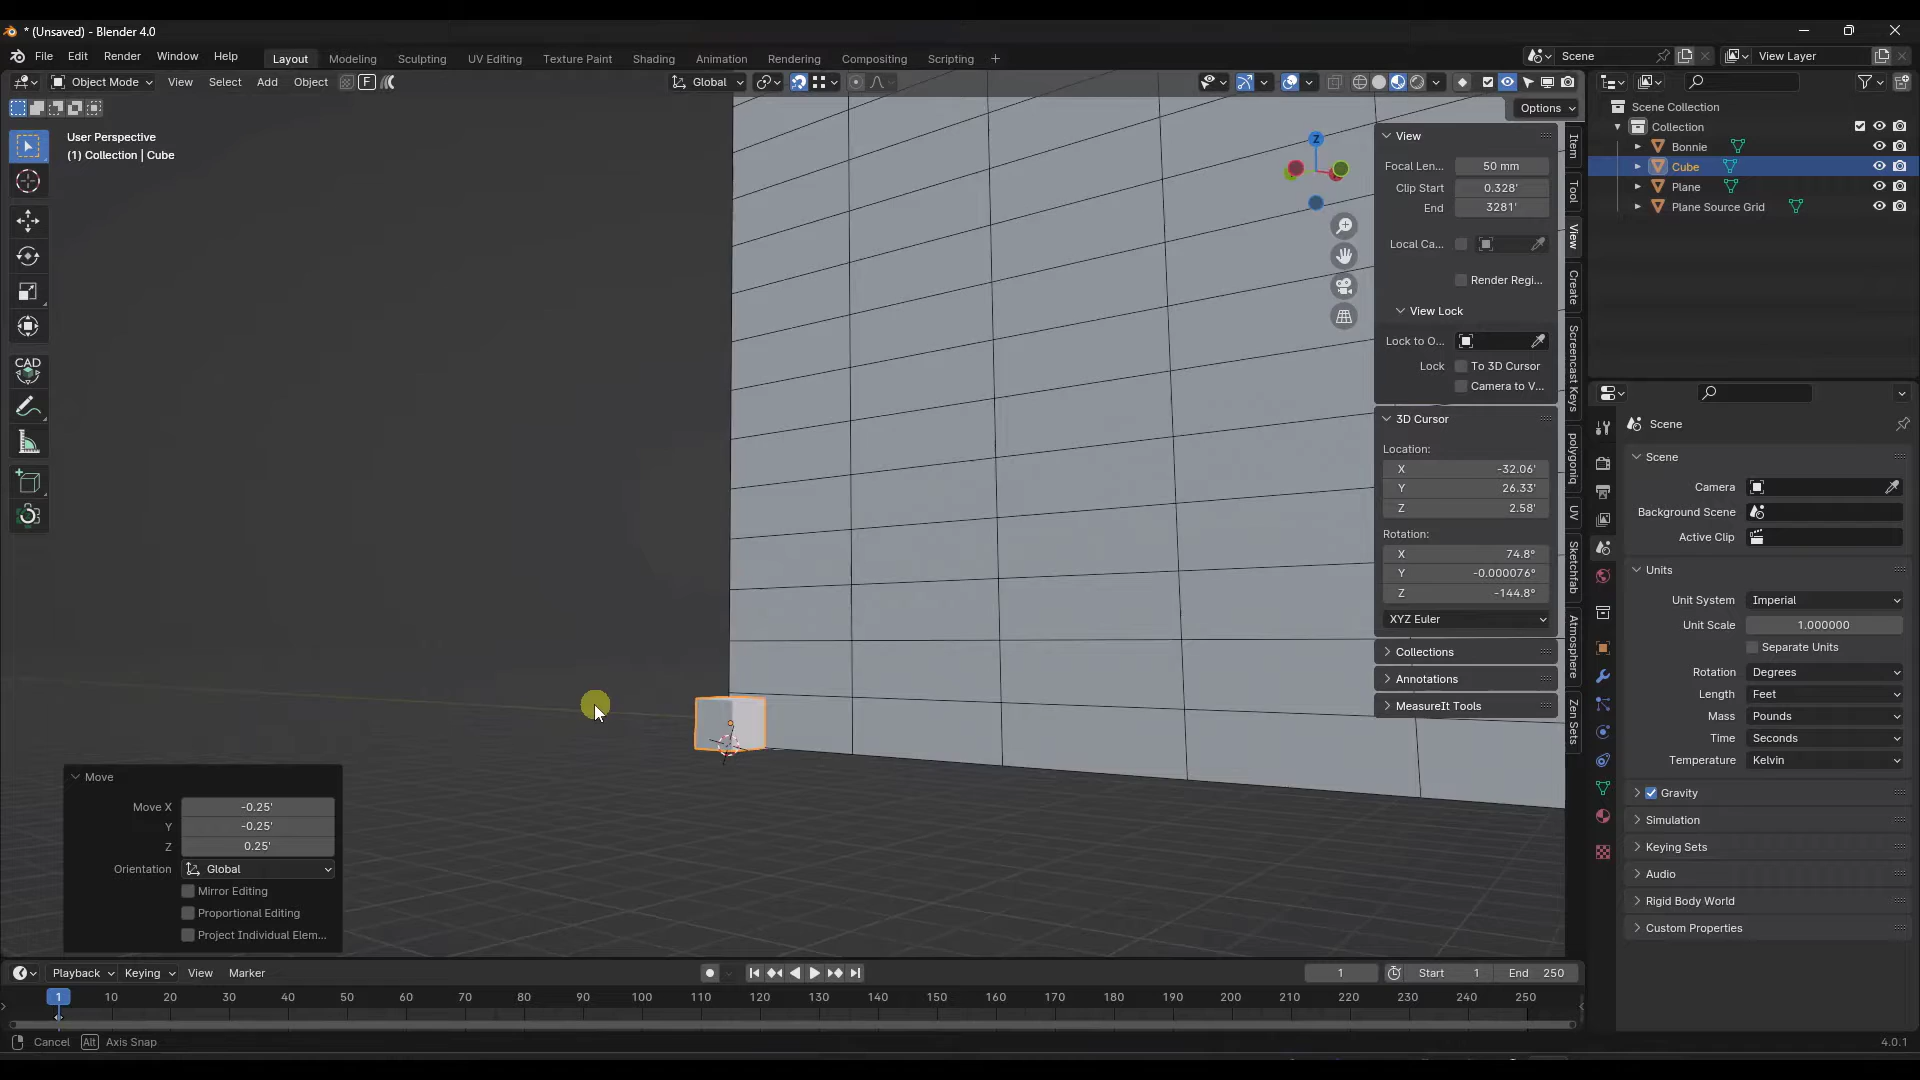 * (Unsaved) - Blender 4.0
File Edit Render Window Help Layout Modeling Sculpting UV Editing Texture Paint Shading Animation Rendering Compositing Scripting + Scene View Layer
Object Mode View Select Add Object Global
Options
User Perspective
(1) Collection | Cube
CAD
Z
View
Focal Len... 50 mm
Clip Start 0.328'
End 3281'
Local Ca...
Render Regi...
View Lock
Lock to O...
Lock To 3D Cursor
Camera to V...
3D Cursor
Location:
X -32.06'
Y 26.33'
Z 2.58'
Rotation:
X 74.8°
Y -0.000076°
Z -144.8°
XYZ Euler
Collections
Annotations
MeasureIt Tools
Item
Tool
View
Create
Screencast Keys
polygoniq
UV
Sketchfab
Atmosphere
Zen Sets
Scene Collection
Collection
Bonnie
Cube
Plane
Plane Source Grid
Scene
Scene
Camera
Background Scene
Active Clip
Units
Unit System Imperial
Unit Scale 1.000000
Separate Units
Rotation Degrees
Length Feet
Mass Pounds
Time Seconds
Temperature Kelvin
Gravity
Simulation
Keying Sets
Audio
Rigid Body World
Custom Properties
Move
Move X -0.25'
Y -0.25'
Z 0.25'
Orientation Global
Mirror Editing
Proportional Editing
Project Individual Elem...
Playback Keying View Marker 1 Start 1 End 250
1 10 20 30 40 50 60 70 80 90 100 110 120 130 140 150 160 170 180 190 200 210 220 230 240 250
Cancel Alt Axis Snap 4.0.1